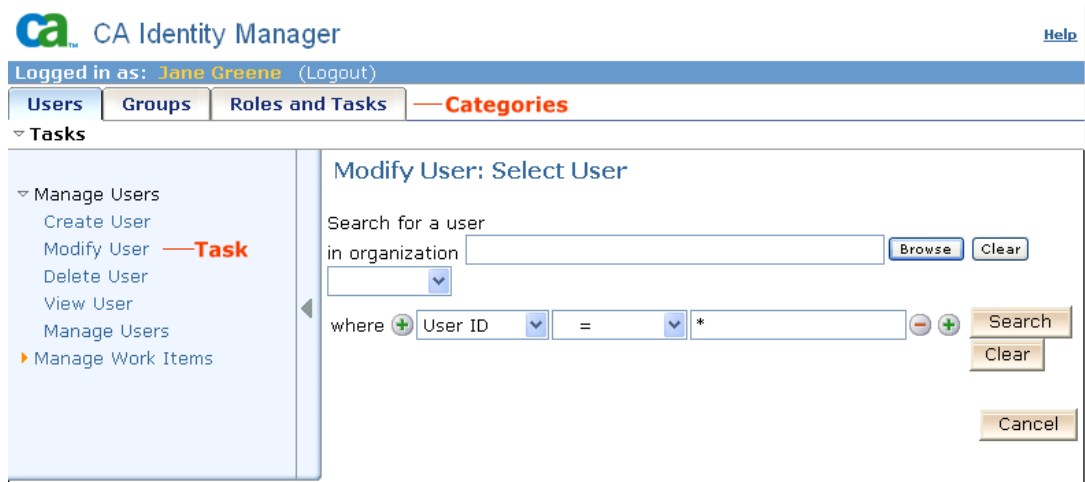 ca™ CA Identity Manager
Help
Logged in as: Jane Greene (Logout)
Users Groups Roles and Tasks Categories
Tasks
Manage Users
Create User
Modify User Task
Delete User
View User
Manage Users
Manage Work Items
Modify User: Select User
Search for a user
in organization Browse Clear
where User ID = * Search
Clear
Cancel